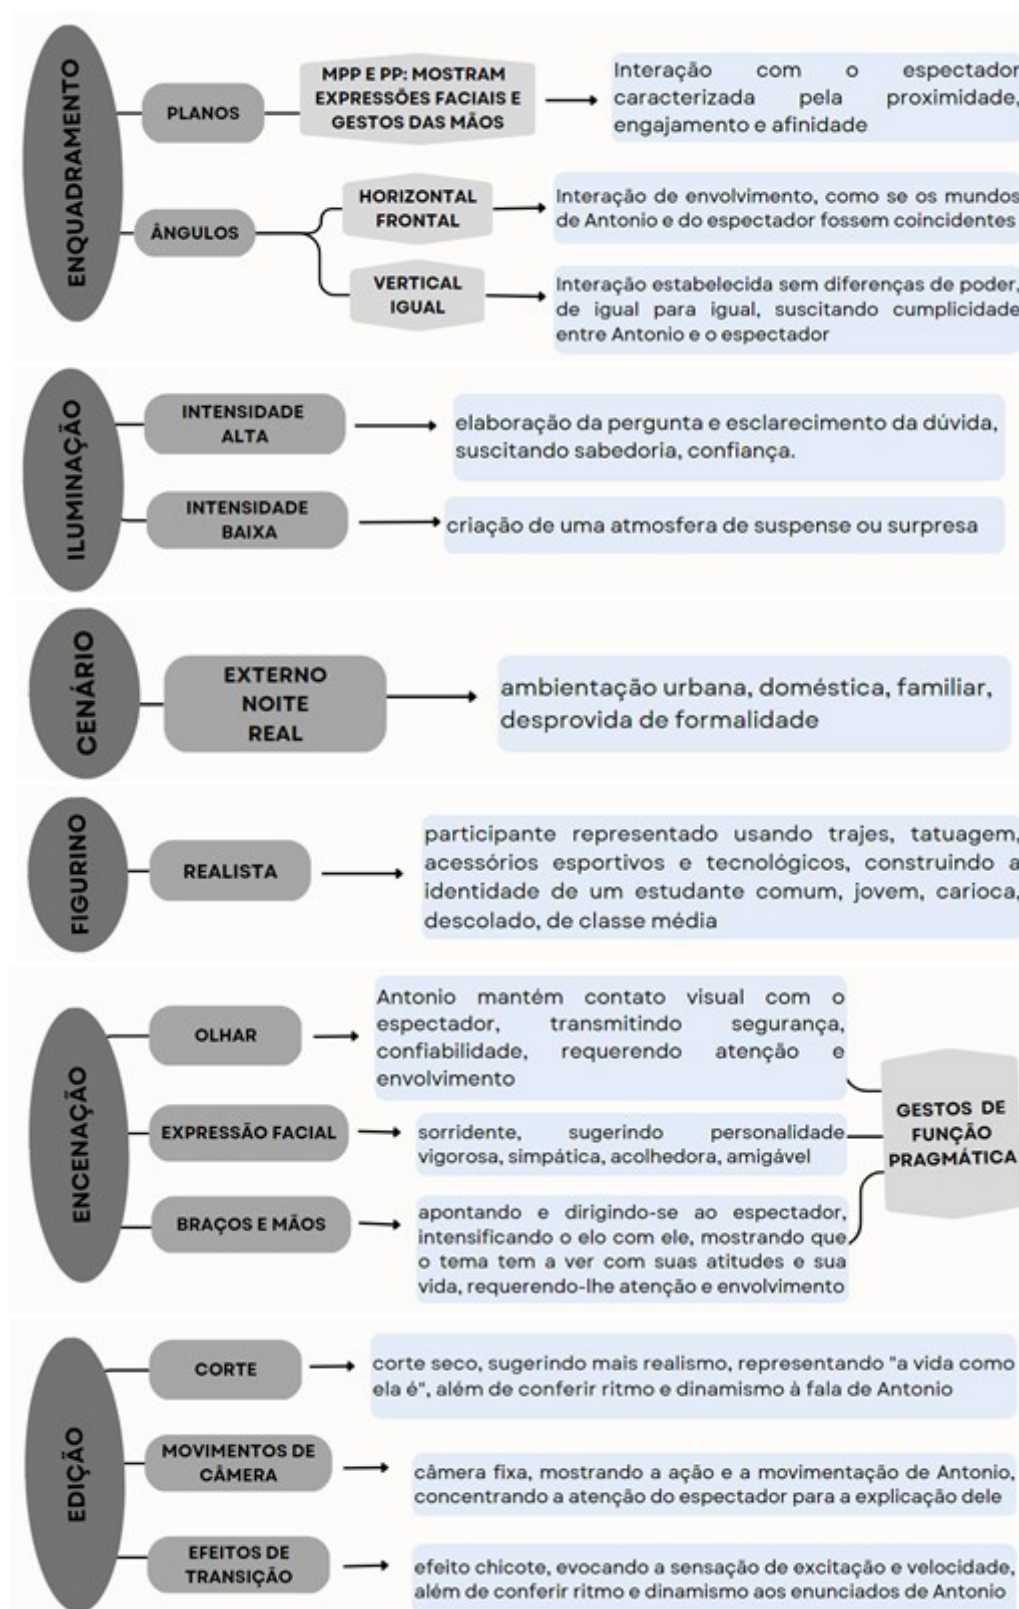 ENQUADRAMENTO
PLANOS
MPP E PP: MOSTRAM
EXPRESSÕES FACIAIS E
GESTOS DAS MÃOS
Interação com o espectador
caracterizada pela proximidade,
engajamento e afinidade
ÂNGULOS
HORIZONTAL
FRONTAL
Interação de envolvimento, como se os mundos
de Antonio e do espectador fossem coincidentes
VERTICAL
IGUAL
Interação estabelecida sem diferenças de poder,
de igual para igual, suscitando cumplicidade
entre Antonio e o espectador
ILUMINAÇÃO
INTENSIDADE
ALTA
elaboração da pergunta e esclarecimento da dúvida,
suscitando sabedoria, confiança.
INTENSIDADE
BAIXA
criação de uma atmosfera de suspense ou surpresa
CENÁRIO
EXTERNO
NOITE
REAL
ambientação urbana, doméstica, familiar,
desprovida de formalidade
FIGURINO
REALISTA
participante representado usando trajes, tatuagem,
acessórios esportivos e tecnológicos, construindo a
identidade de um estudante comum, jovem, carioca,
descolado, de classe média
ENCENAÇÃO
OLHAR
Antonio mantém contato visual com o
espectador, transmitindo segurança,
confiabilidade, requerendo atenção e
envolvimento
EXPRESSÃO FACIAL
sorridente, sugerindo personalidade
vigorosa, simpática, acolhedora, amigável
BRAÇOS E MÃOS
apontando e dirigindo-se ao espectador,
intensificando o elo com ele, mostrando que
o tema tem a ver com suas atitudes e sua
vida, requerendo-lhe atenção e envolvimento
GESTOS DE
FUNÇÃO
PRAGMÁTICA
EDIÇÃO
CORTE
corte seco, sugerindo mais realismo, representando "a vida como
ela é", além de conferir ritmo e dinamismo à fala de Antonio
MOVIMENTOS DE
CÂMERA
câmera fixa, mostrando a ação e a movimentação de Antonio,
concentrando a atenção do espectador para a explicação dele
EFEITOS DE
TRANSIÇÃO
efeito chicote, evocando a sensação de excitação e velocidade,
além de conferir ritmo e dinamismo aos enunciados de Antonio